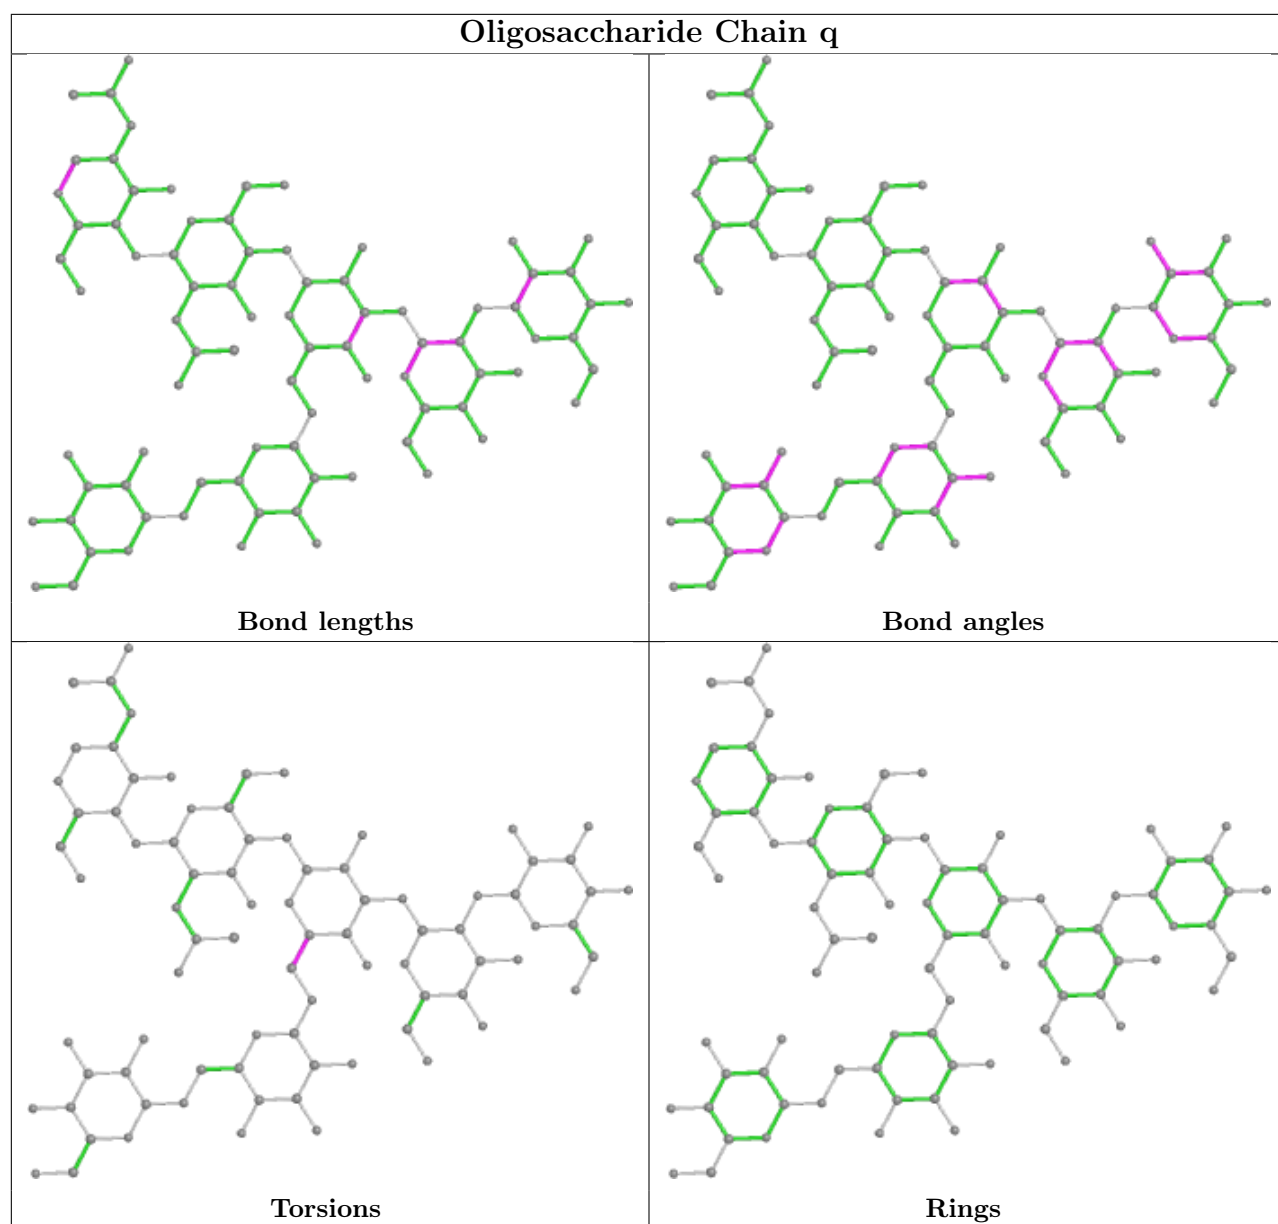 Oligosaccharide Chain q
Bond lengths
Bond angles
Torsions
Rings